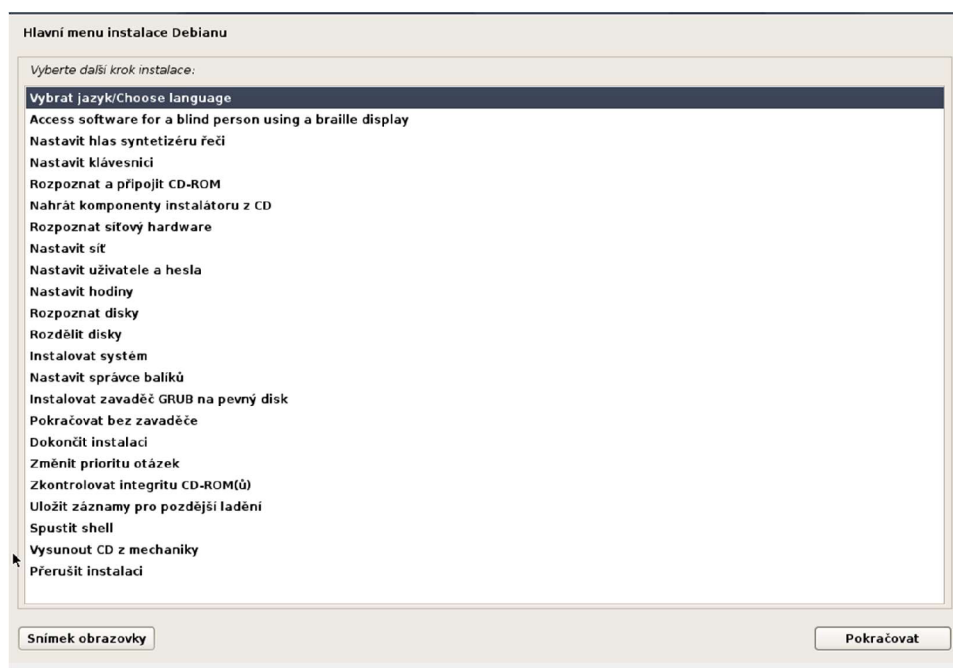 Hlavní menu instalace Debianu
Vyberte další krok instalace:
Vybrat jazyk/Choose language
Access software for a blind person using a braille display
Nastavit hlas syntetizéru řeči
Nastavit klávesnici
Rozpoznat a připojit CD-ROM
Nahrát komponenty instalátoru z CD
Rozpoznat síťový hardware
Nastavit síť
Nastavit uživatele a hesla
Nastavit hodiny
Rozpoznat disky
Rozdělit disky
Instalovat systém
Nastavit správce balíků
Instalovat zavaděč GRUB na pevný disk
Pokračovat bez zavaděče
Dokončit instalaci
Změnit prioritu otázek
Zkontrolovat integritu CD-ROM(ů)
Uložit záznamy pro pozdější ladění
Spustit shell
Vysunout CD z mechaniky
Přerušit instalaci
Snímek obrazovky
Pokračovat